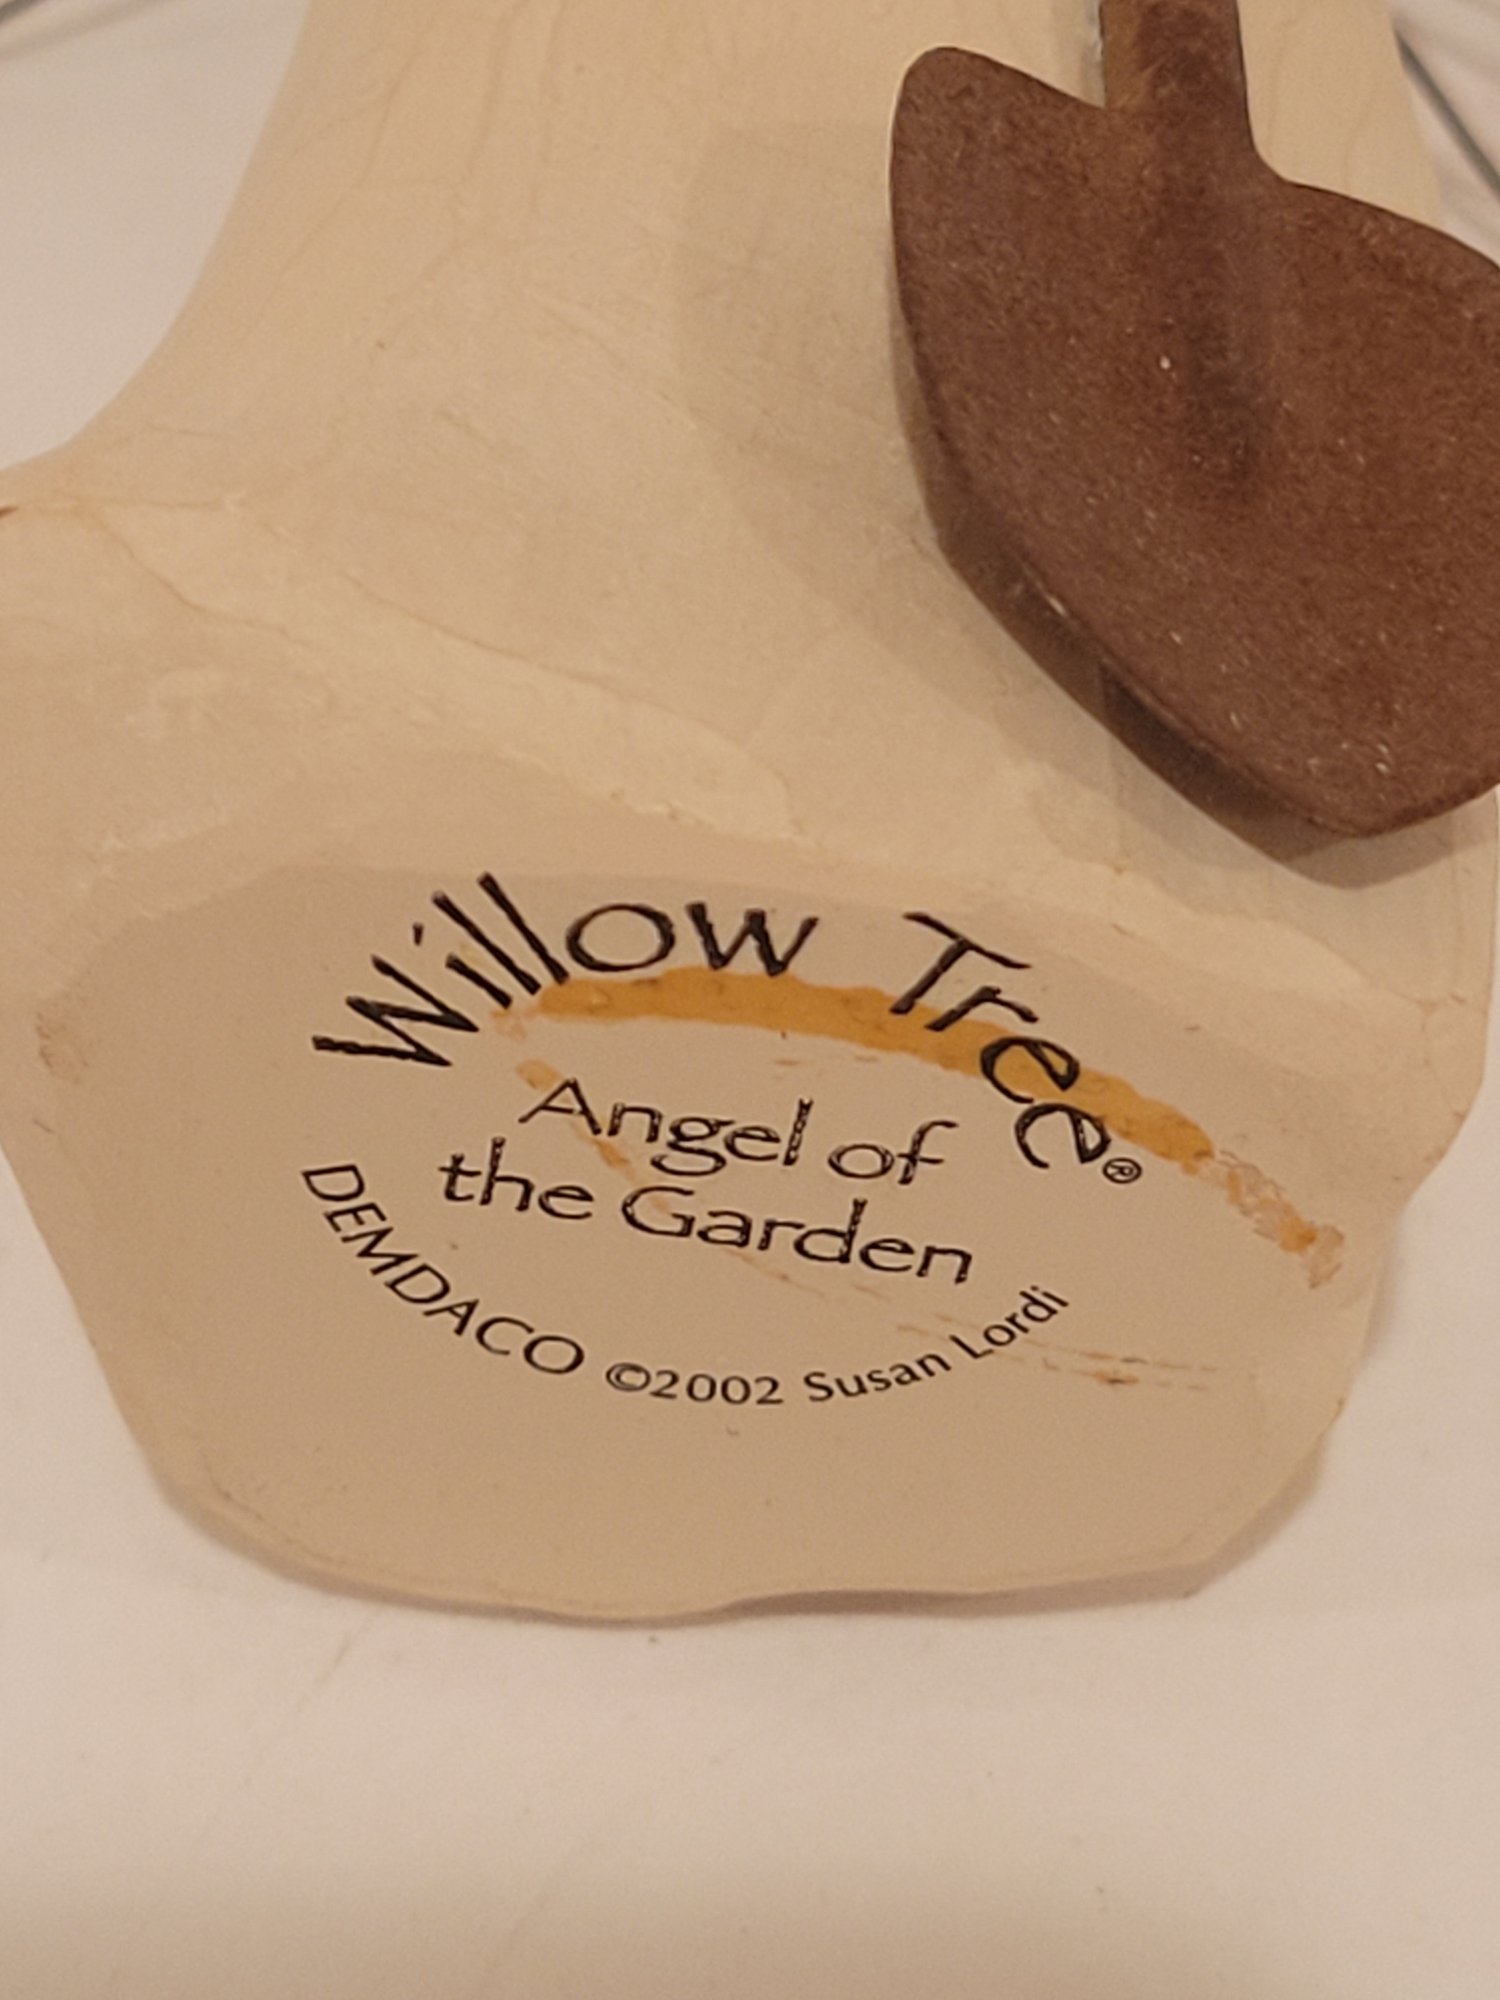 Willow Tree®
Angel of
the Garden
DEMDACO ©2002 Susan Lordi